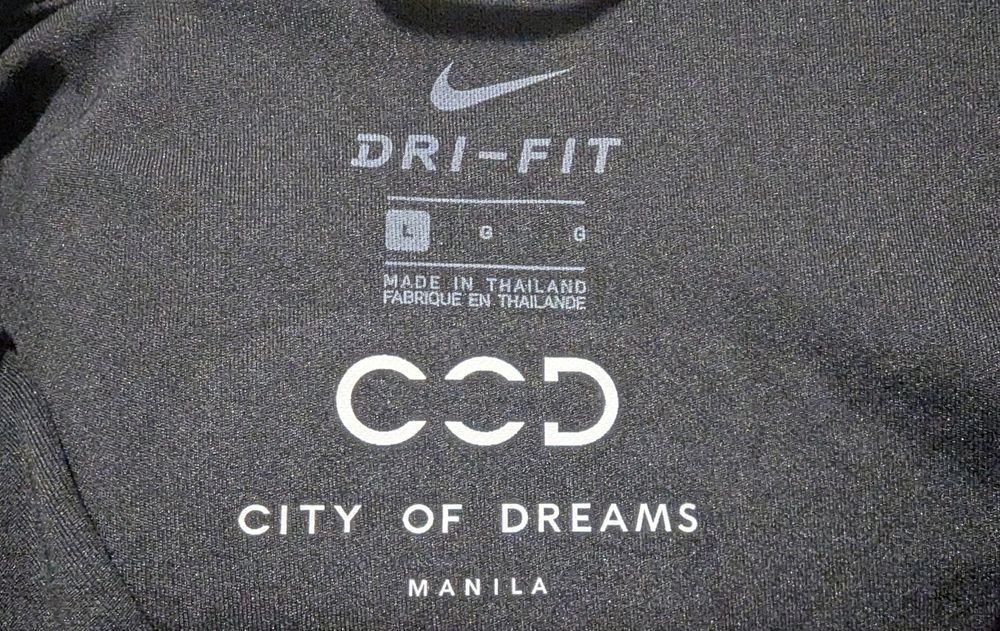 DRI-FIT
L G G
MADE IN THAILAND
FABRIQUE EN THAILANDE
COD
CITY OF DREAMS
MANILA